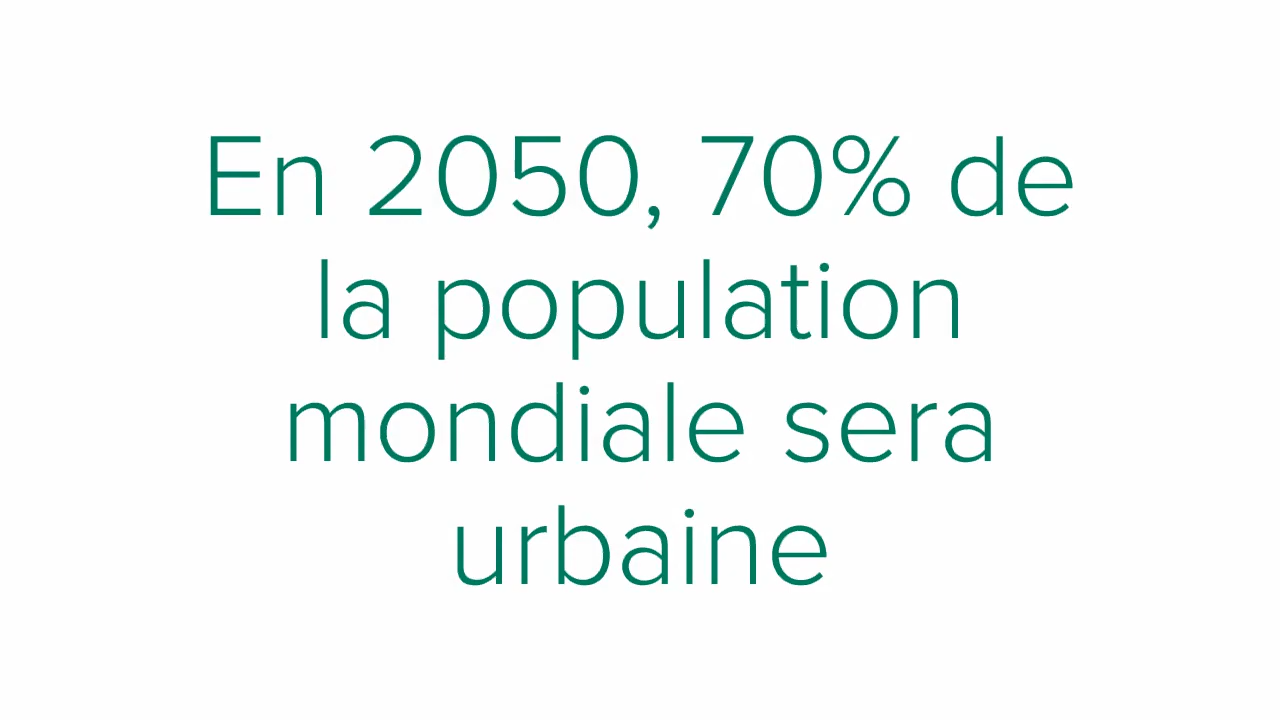 En 2050, 70% de
la population
mondiale sera
urbaine